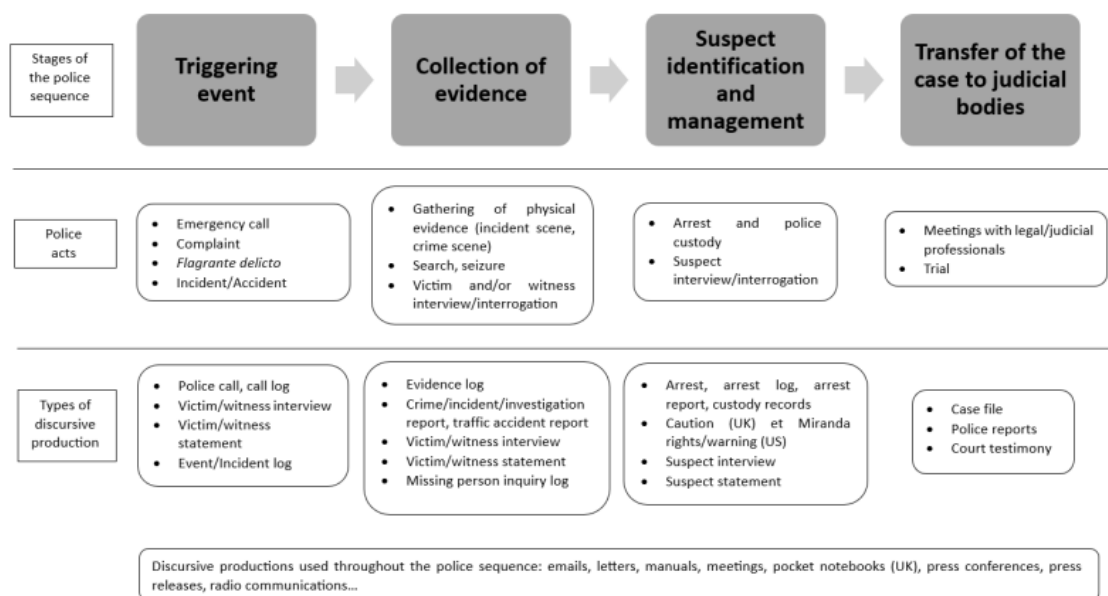 Stages of
the police
sequence
Triggering
event
Collection of
evidence
Suspect
identification
and
management
Transfer of the
case to judicial
bodies
Police
acts
• Emergency call
• Complaint
• Flagrante delicto
• Incident/Accident
• Gathering of physical
evidence (incident scene,
crime scene)
• Search, seizure
• Victim and/or witness
interview/interrogation
• Arrest and police
custody
• Suspect
interview/interrogation
• Meetings with legal/judicial
professionals
• Trial
Types of
discursive
production
• Police call, call log
• Victim/witness interview
• Victim/witness
statement
• Event/Incident log
• Evidence log
• Crime/incident/investigation
report, traffic accident report
• Victim/witness interview
• Victim/witness statement
• Missing person inquiry log
• Arrest, arrest log, arrest
report, custody records
• Caution (UK) et Miranda
rights/warning (US)
• Suspect interview
• Suspect statement
• Case file
• Police reports
• Court testimony
Discursive productions used throughout the police sequence: emails, letters, manuals, meetings, pocket notebooks (UK), press conferences, press
releases, radio communications…